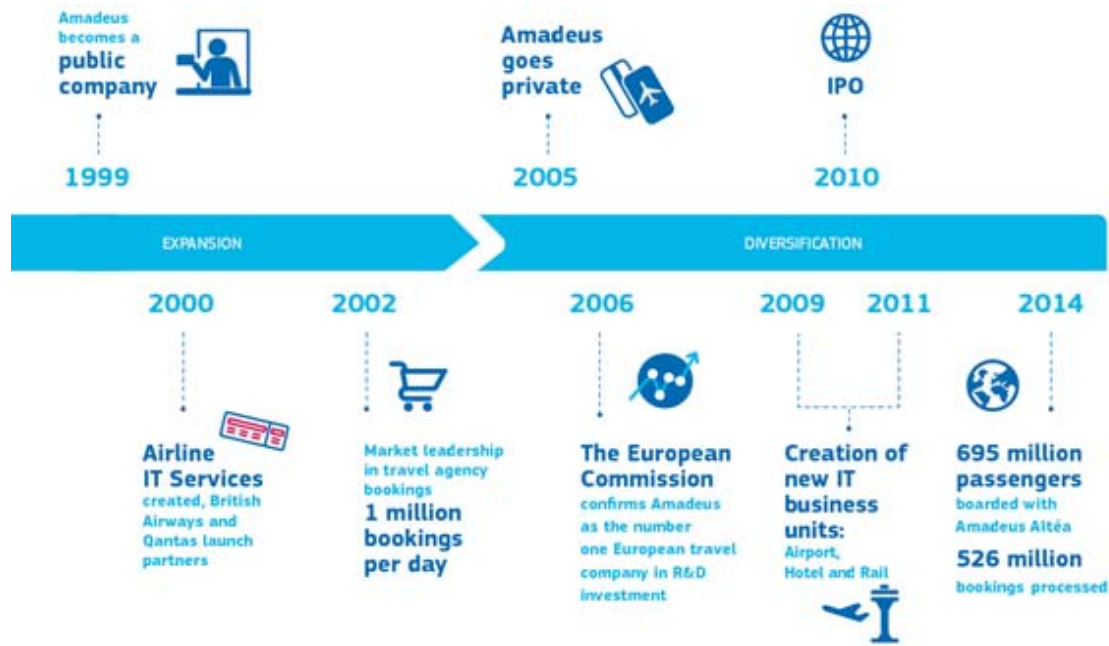 Amadeus
becomes a
public
company
Amadeus
goes
private
IPO
1999
2005
2010
EXPANSION
DIVERSIFICATION
2000
2002
2006
2009
2011
2014
Airline
IT Services
created, British
Airways and
Qantas launch
partners
Market leadership
in travel agency
bookings
1 million
bookings
per day
The European
Commission
confirms Amadeus
as the number
one European travel
company in R&D
investment
Creation of
new IT
business
units:
Airport,
Hotel and Rail
695 million
passengers
boarded with
Amadeus Altéa
526 million
bookings processed